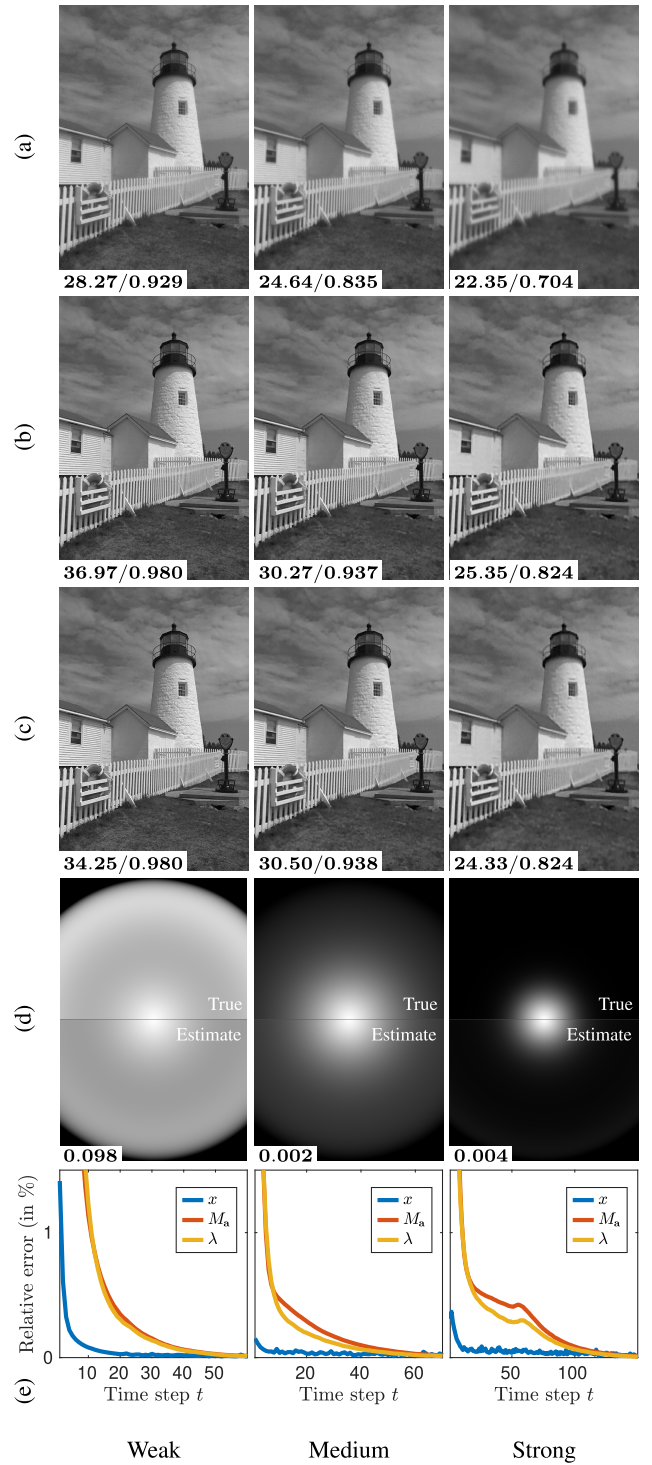 (a)
28.27/0.929
24.64/0.835
22.35/0.704
(b)
36.97/0.980
30.27/0.937
25.35/0.824
(c)
34.25/0.980
30.50/0.938
24.33/0.824
(d)
True
Estimate
0.098
True
Estimate
0.002
True
Estimate
0.004
(e)
Relative error (in %)
1
0
x
Mₐ
λ
10 20 30 40 50
Time step t
x
Mₐ
λ
20 40 60
Time step t
x
Mₐ
λ
50 100
Time step t
Weak Medium Strong